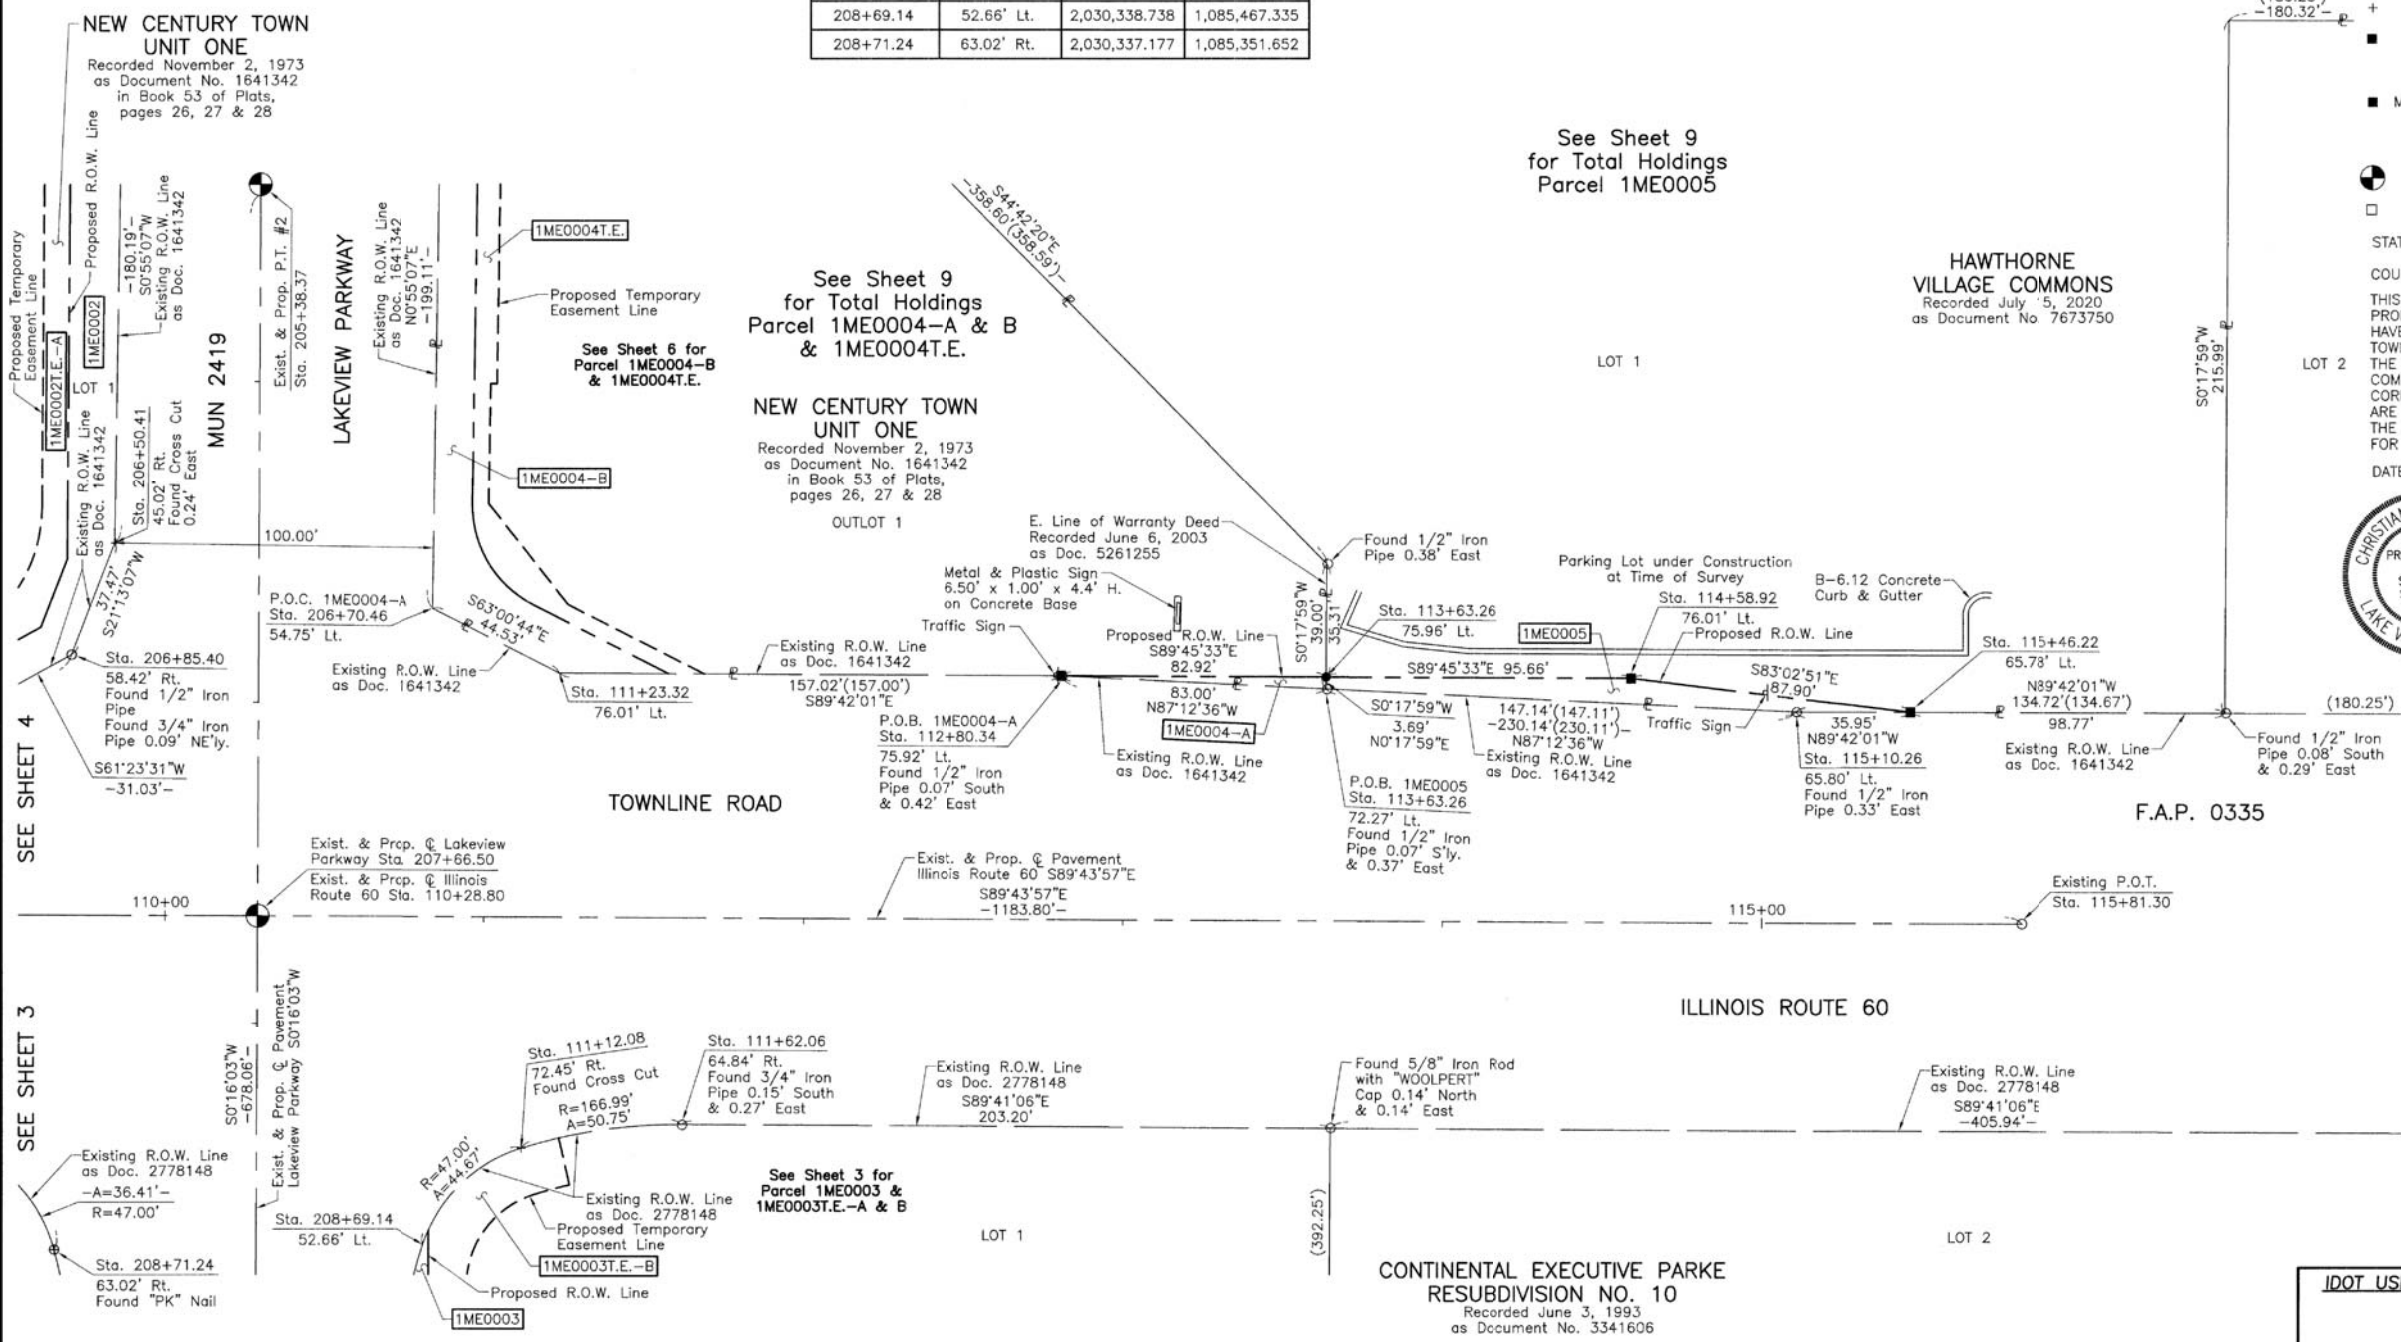 208+69.14 52.66' Lt. 2,030,338.738 1,085,467.335
208+71.24 63.02' Rt. 2,030,337.177 1,085,351.652
NEW CENTURY TOWN
UNIT ONE
Recorded November 2, 1973
as Document No. 1641342
in Book 53 of Plats,
pages 26, 27 & 28
-180.32'-
Proposed Temporary
Easement Line
1ME0002T.E.-A
Proposed R.O.W. Line
1ME0002
LOT 1
-180.19'-
S0°55'07"W
Existing R.O.W. Line
as Doc. 1641342
MUN 2419
Exist. & Prop. P.T. #2
Sta. 205+38.37
LAKEVIEW PARKWAY
Existing R.O.W. Line
as Doc. 1641342
N0°55'07"E
-199.11'-
1ME0004T.E.
Proposed Temporary
Easement Line
See Sheet 6 for
Parcel 1ME0004-B
& 1ME0004T.E.
1ME0004-B
See Sheet 9
for Total Holdings
Parcel 1ME0004-A & B
& 1ME0004T.E.
NEW CENTURY TOWN
UNIT ONE
Recorded November 2, 1973
as Document No. 1641342
in Book 53 of Plats,
pages 26, 27 & 28
OUTLOT 1
S44°42'20"E
-358.60'(358.59')-
See Sheet 9
for Total Holdings
Parcel 1ME0005
HAWTHORNE
VILLAGE COMMONS
Recorded July 5, 2020
as Document No 7673750
LOT 1
S0°17'59"W
215.99'
LOT 2
STAT
COU
THIS
PRO
HAVE
TOW
THE
COM
COR
ARE
THE
FOR
DATE
CHRISTIAN
LAKE V
Existing R.O.W. Line
as Doc. 1641342
Sta. 206+50.41
45.02' Rt.
Found Cross Cut
0.24' East
37.47'
S21°13'07"W
100.00'
P.O.C. 1ME0004-A
Sta. 206+70.46
54.75' Lt.
S63°00'44"E
44.53'
Existing R.O.W. Line
as Doc. 1641342
Sta. 206+85.40
58.42' Rt.
Found 1/2" Iron
Pipe
Found 3/4" Iron
Pipe 0.09' NE'ly.
S61°23'31"W
-31.03'-
Sta. 111+23.32
76.01' Lt.
Existing R.O.W. Line
as Doc. 1641342
157.02'(157.00')
S89°42'01"E
E. Line of Warranty Deed
Recorded June 6, 2003
as Doc. 5261255
Metal & Plastic Sign
6.50' x 1.00' x 4.4' H.
on Concrete Base
Traffic Sign
Found 1/2" Iron
Pipe 0.38' East
S0°17'59"W
39.00'
35.31'
Proposed R.O.W. Line
S89°45'33"E
82.92'
83.00'
N87°12'36"W
1ME0004-A
P.O.B. 1ME0004-A
Sta. 112+80.34
75.92' Lt.
Found 1/2" Iron
Pipe 0.07' South
& 0.42' East
Existing R.O.W. Line
as Doc. 1641342
Sta. 113+63.26
75.96' Lt.
S0°17'59"W
3.69'
N0°17'59"E
P.O.B. 1ME0005
Sta. 113+63.26
72.27' Lt.
Found 1/2" Iron
Pipe 0.07' S'ly.
& 0.37' East
Parking Lot under Construction
at Time of Survey
1ME0005
Sta. 114+58.92
76.01' Lt.
Proposed R.O.W. Line
B-6.12 Concrete
Curb & Gutter
S89°45'33"E 95.66'
147.14'(147.11')
-230.14'(230.11')-
N87°12'36"W
Existing R.O.W. Line
as Doc. 1641342
Traffic Sign
S83°02'51"E
87.90'
Sta. 115+46.22
65.78' Lt.
N89°42'01"W
134.72'(134.67')
98.77'
35.95'
N89°42'01"W
Sta. 115+10.26
65.80' Lt.
Found 1/2" Iron
Pipe 0.33' East
Existing R.O.W. Line
as Doc. 1641342
(180.25')
Found 1/2" Iron
Pipe 0.08' South
& 0.29' East
SEE SHEET 4
TOWNLINE ROAD
F.A.P. 0335
Exist. & Prop. ℄ Lakeview
Parkway Sta. 207+66.50
Exist. & Prop. ℄ Illinois
Route 60 Sta. 110+28.80
110+00
Exist. & Prop. ℄ Pavement
Illinois Route 60 S89°43'57"E
S89°43'57"E
-1183.80'-
115+00
Existing P.O.T.
Sta. 115+81.30
ILLINOIS ROUTE 60
SEE SHEET 3
S0°16'03"W
-678.06'-
Exist. & Prop. ℄ Pavement
Lakeview Parkway S0°16'03"W
Existing R.O.W. Line
as Doc. 2778148
-A=36.41'-
R=47.00'
Sta. 208+71.24
63.02' Rt.
Found "PK" Nail
Sta. 208+69.14
52.66' Lt.
Sta. 111+12.08
72.45' Rt.
Found Cross Cut
R=166.99'
A=50.75'
R=47.00'
A=44.67'
Sta. 111+62.06
64.84' Rt.
Found 3/4" Iron
Pipe 0.15' South
& 0.27' East
Existing R.O.W. Line
as Doc. 2778148
S89°41'06"E
203.20'
Found 5/8" Iron Rod
with "WOOLPERT"
Cap 0.14' North
& 0.14' East
Existing R.O.W. Line
as Doc. 2778148
S89°41'06"E
-405.94'-
Existing R.O.W. Line
as Doc. 2778148
Proposed Temporary
Easement Line
1ME0003T.E.-B
Proposed R.O.W. Line
1ME0003
See Sheet 3 for
Parcel 1ME0003 &
1ME0003T.E.-A & B
LOT 1
(392.25')
LOT 2
CONTINENTAL EXECUTIVE PARKE
RESUBDIVISION NO. 10
Recorded June 3, 1993
as Document No. 3341606
IDOT US